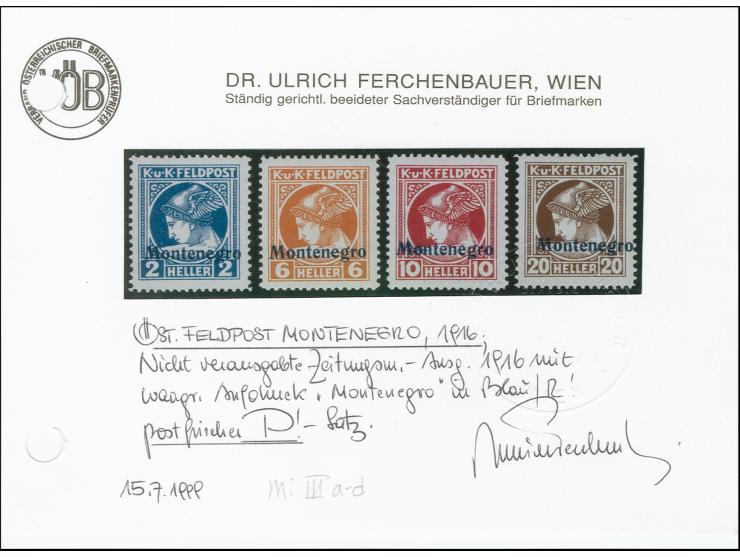 VERBAND ÖSTERREICHISCHER BRIEFMARKENPRÜFER
VÖB
DR. ULRICH FERCHENBAUER, WIEN
Ständig gerichtl. beeideter Sachverständiger für Briefmarken
K.u.K.FELDPOST K.u.K.FELDPOST K.u.K.FELDPOST K.u.K.FELDPOST
Montenegro Montenegro Montenegro Montenegro
2 HELLER 2 6 HELLER 6 10 HELLER 10 20 HELLER 20
ÖST. FELDPOST MONTENEGRO, 1916,
Nicht verausgabte Zeitungsm.-Ausg. 1916 mit
waagr. Aufdruck "Montenegro" in Blau/R!
postfrischer P!-Satz.
15.7.1999 Mi III a-d